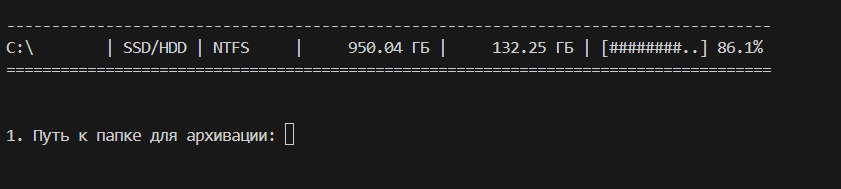 -------------------------------------------------------------------------------------
C:\        | SSD/HDD | NTFS     |     950.04 ГБ |     132.25 ГБ | [########..] 86.1%
=====================================================================================
1. Путь к папке для архивации: